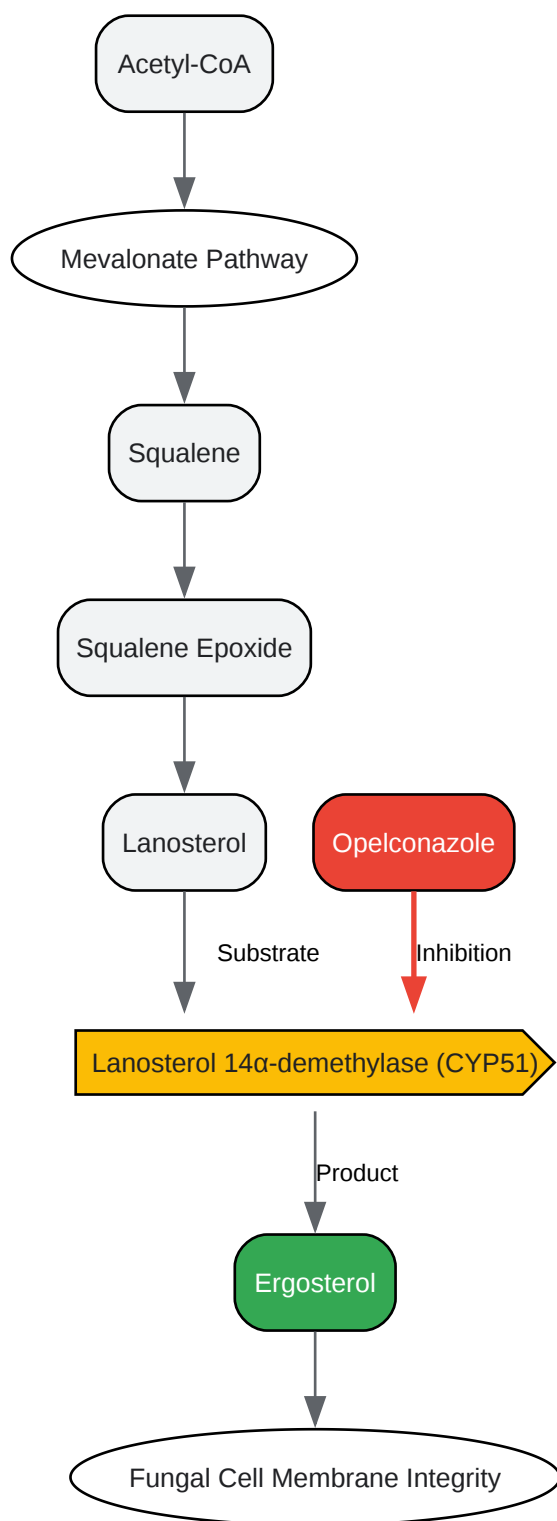 Acetyl-CoA
Mevalonate Pathway
Squalene
Squalene Epoxide
Lanosterol
Opelconazole
Substrate
Inhibition
Lanosterol 14α-demethylase (CYP51)
Product
Ergosterol
Fungal Cell Membrane Integrity